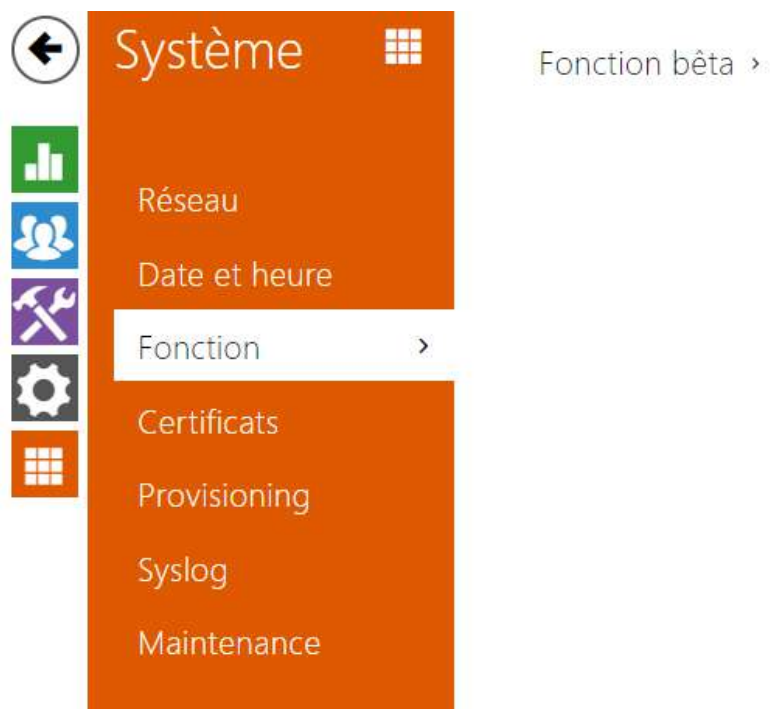 Système
Fonction bêta ›
Réseau
Date et heure
Fonction ›
Certificats
Provisioning
Syslog
Maintenance